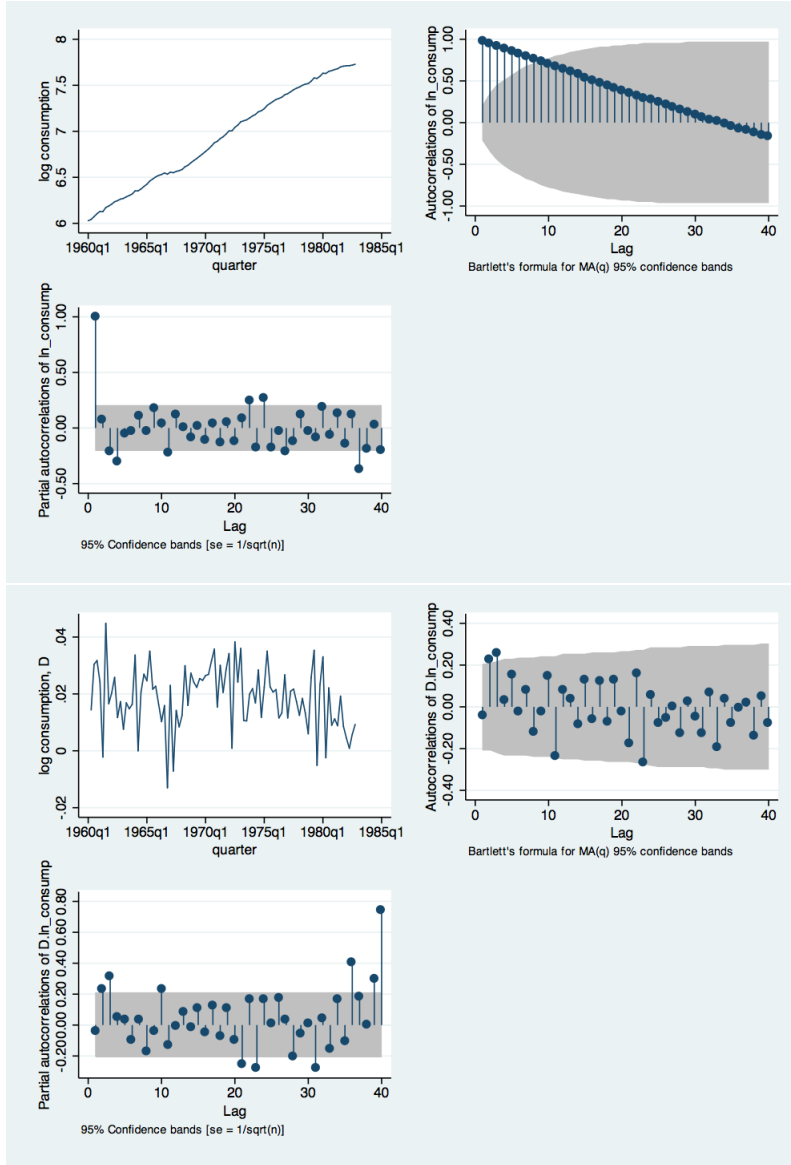 log consumption
8
7.5
7
6.5
6
1960q1 1965q1 1970q1 1975q1 1980q1 1985q1
quarter
Autocorrelations of ln_consump
1.00
0.50
0.00
-0.50
-1.00
0 10 20 30 40
Lag
Bartlett's formula for MA(q) 95% confidence bands
Partial autocorrelations of ln_consump
1.00
0.50
0.00
-0.50
0 10 20 30 40
Lag
95% Confidence bands [se = 1/sqrt(n)]
log consumption, D
.04
.02
0
-.02
1960q1 1965q1 1970q1 1975q1 1980q1 1985q1
quarter
Autocorrelations of D.ln_consump
0.40
0.20
0.00
-0.20
-0.40
0 10 20 30 40
Lag
Bartlett's formula for MA(q) 95% confidence bands
Partial autocorrelations of D.ln_consump
0.80
0.60
0.40
0.20
0.00
-0.20
0 10 20 30 40
Lag
95% Confidence bands [se = 1/sqrt(n)]